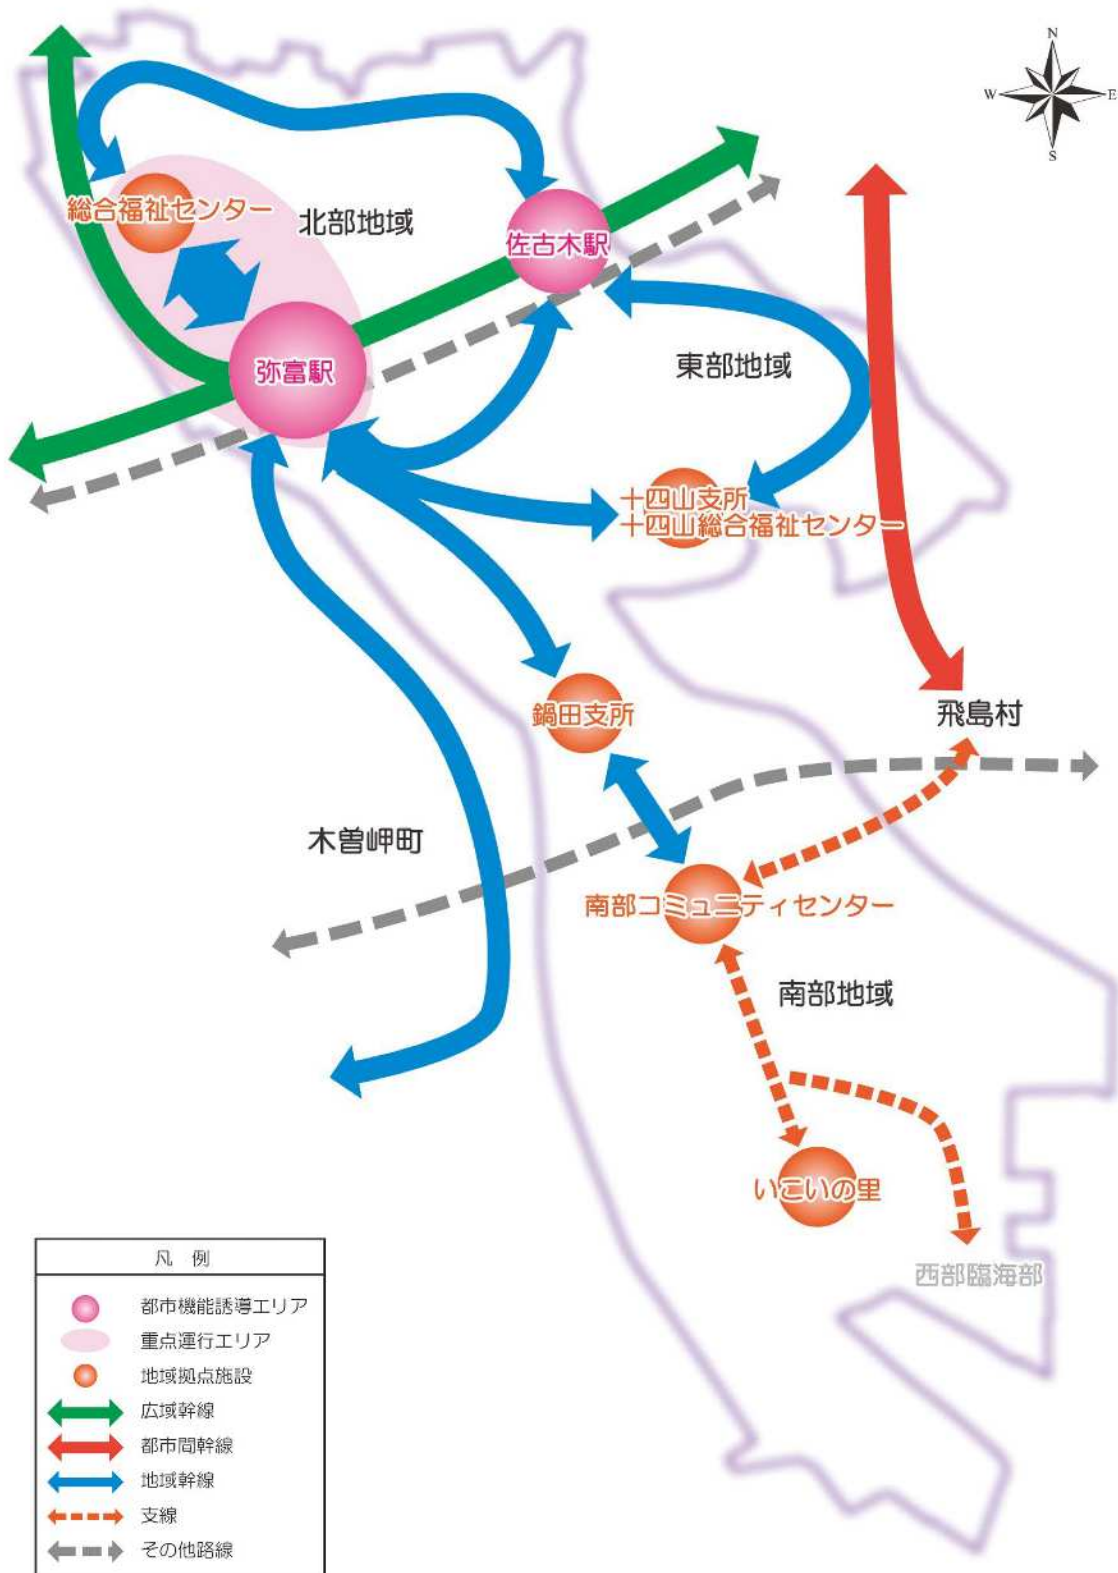 N
W
E
S
総合福祉センター
北部地域
佐古木駅
弥富駅
東部地域
十四山支所
十四山総合福祉センター
鍋田支所
飛島村
木曽岬町
南部コミュニティセンター
南部地域
いこいの里
西部臨海部
凡 例
都市機能誘導エリア
重点運行エリア
地域拠点施設
広域幹線
都市間幹線
地域幹線
支線
その他路線